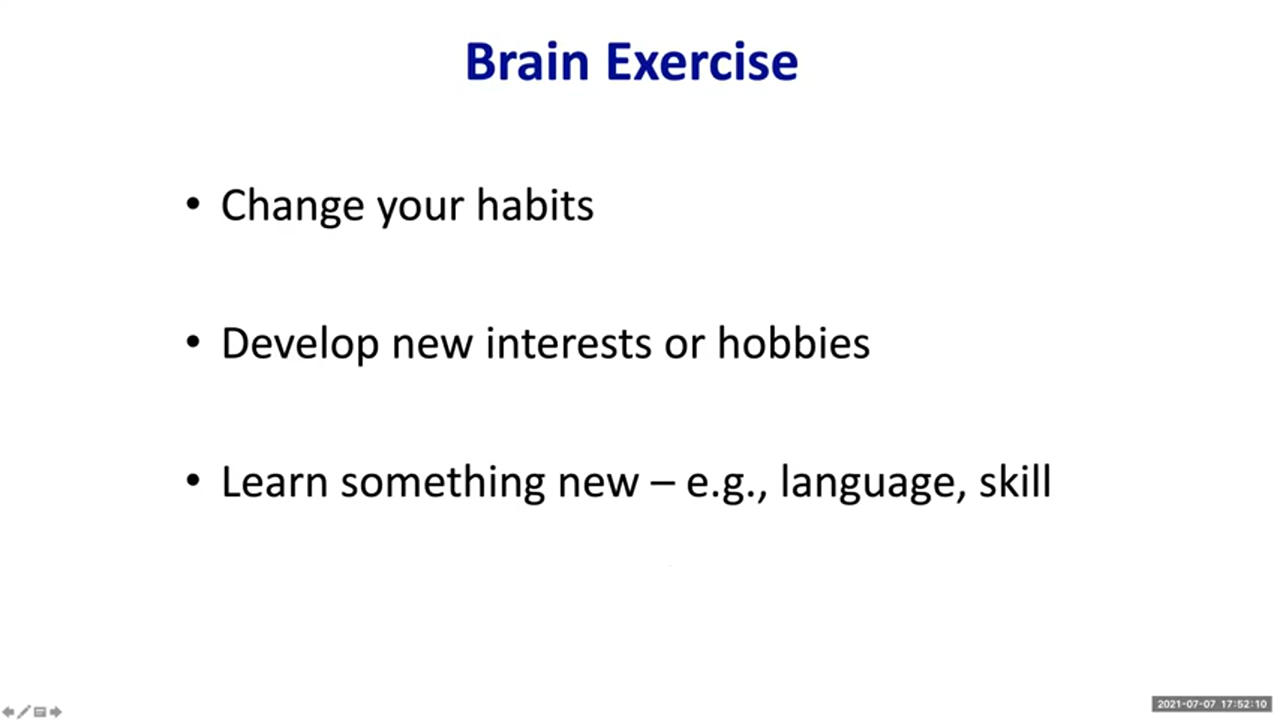 Brain Exercise
• Change your habits
• Develop new interests or hobbies
• Learn something new – e.g., language, skill
2021-07-07 17:52:10